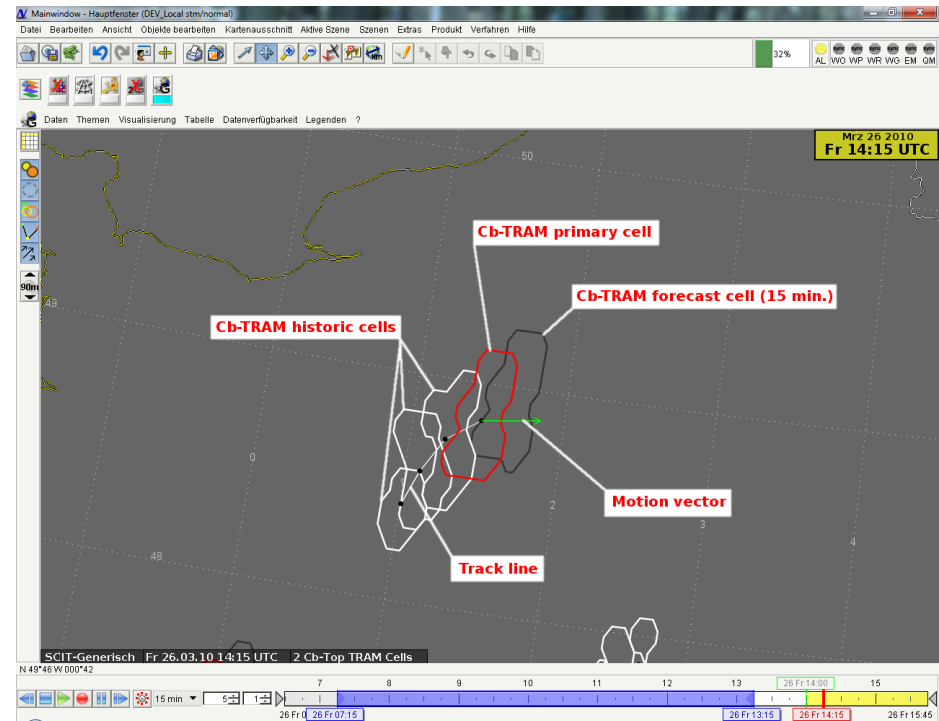 Mainwindow - Hauptfenster (DEV_Local stm/normal)
Datei Bearbeiten Ansicht Objekte bearbeiten Kartenausschnitt Aktive Szene Szenen Extras Produkt Verfahren Hilfe
32%
AL WO WP WR WG EM QM
Daten Themen Visualisierung Tabelle Datenverfügbarkeit Legenden ?
Mrz 26 2010
Fr 14:15 UTC
50
Cb-TRAM primary cell
90m
49
Cb-TRAM forecast cell (15 min.)
Cb-TRAM historic cells
0
1
2
Motion vector
3
4
48
Track line
SCIT-Generisch Fr 26.03.10 14:15 UTC 2 Cb-Top TRAM Cells
N 49°46 W 000°42
7 8 9 10 11 12 13 26 Fr 14:00 15
15 min 5 1
26 Fr 0 26 Fr 07:15 26 Fr 13:15 26 Fr 14:15 26 Fr 15:45